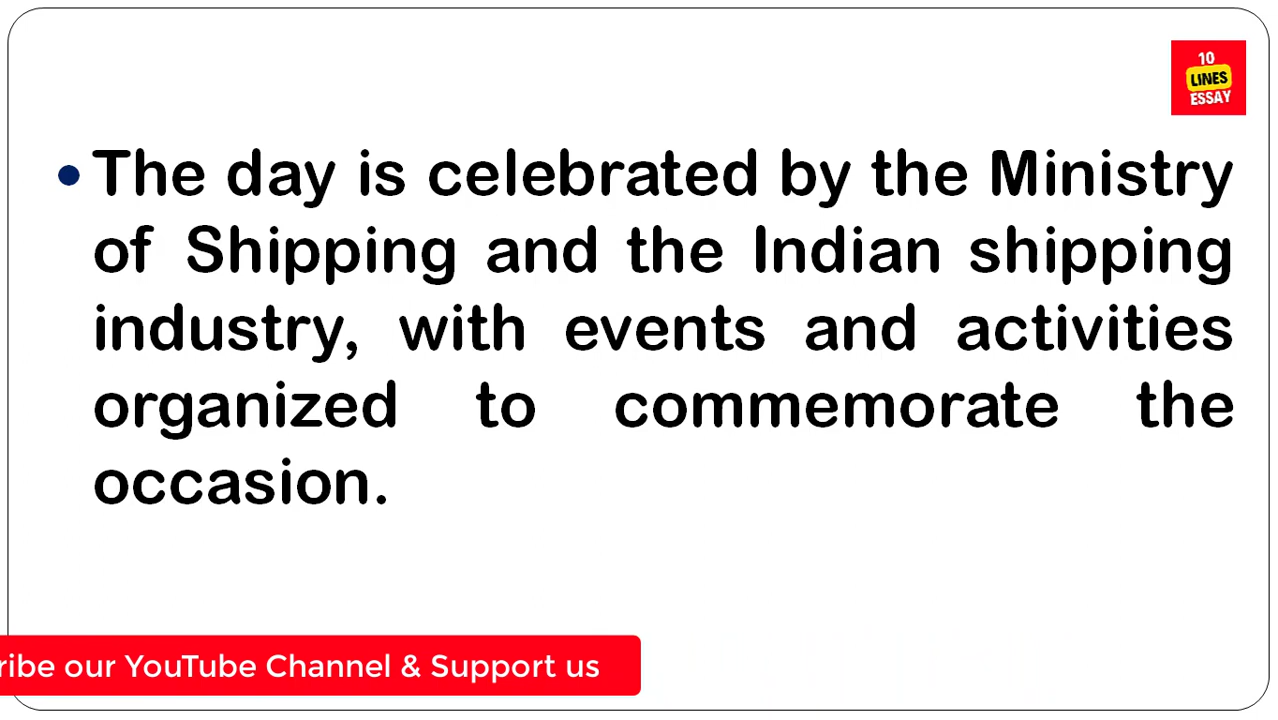 10
LINES
ESSAY
• The day is celebrated by the Ministry
of Shipping and the Indian shipping
industry, with events and activities
organized to commemorate the
occasion.
ribe our YouTube Channel & Support us